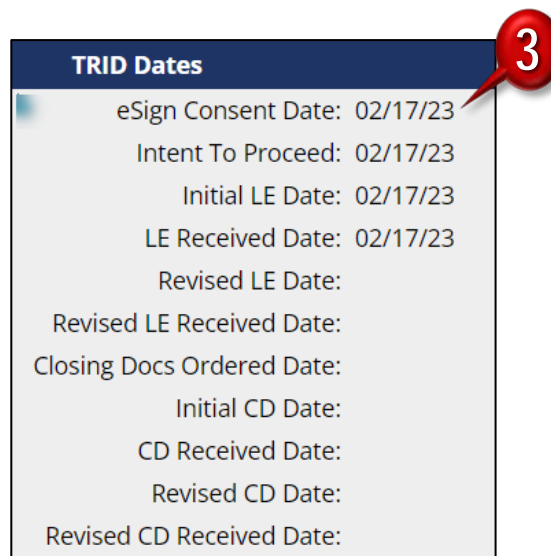 TRID Dates
3
eSign Consent Date: 02/17/23
Intent To Proceed: 02/17/23
Initial LE Date: 02/17/23
LE Received Date: 02/17/23
Revised LE Date:
Revised LE Received Date:
Closing Docs Ordered Date:
Initial CD Date:
CD Received Date:
Revised CD Date:
Revised CD Received Date: